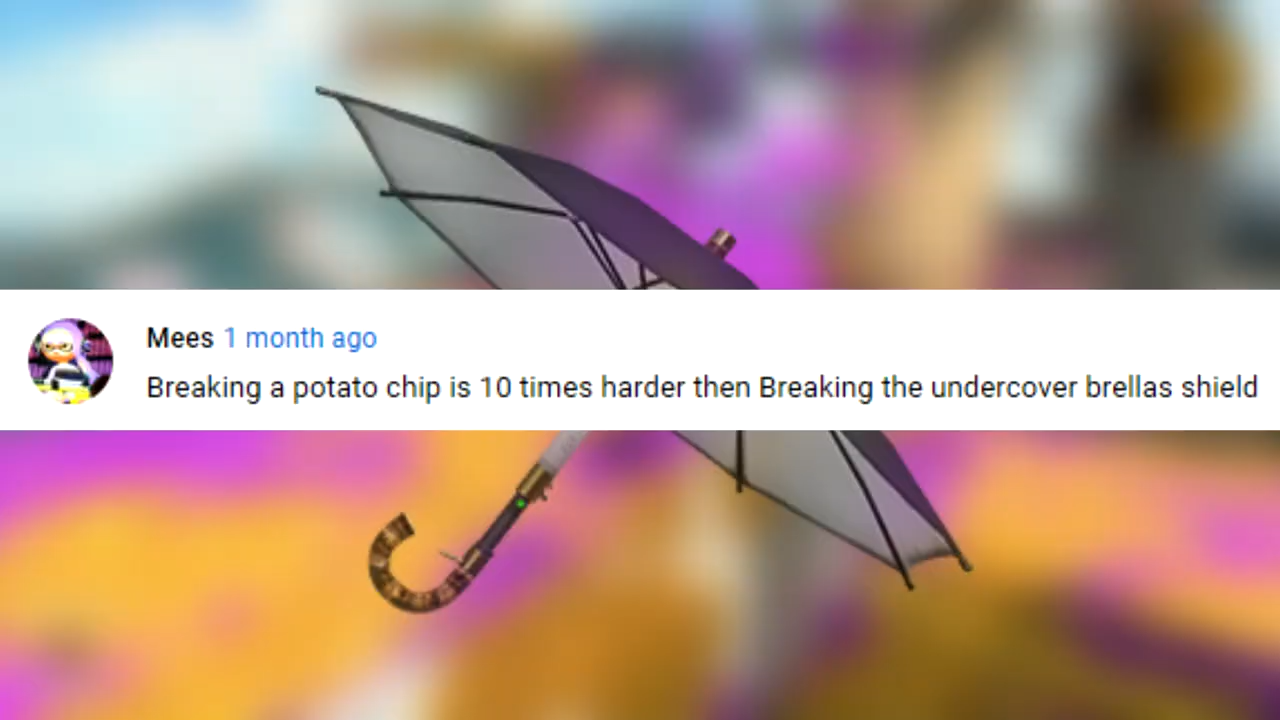 Mees 1 month ago
Breaking a potato chip is 10 times harder then Breaking the undercover brellas shield